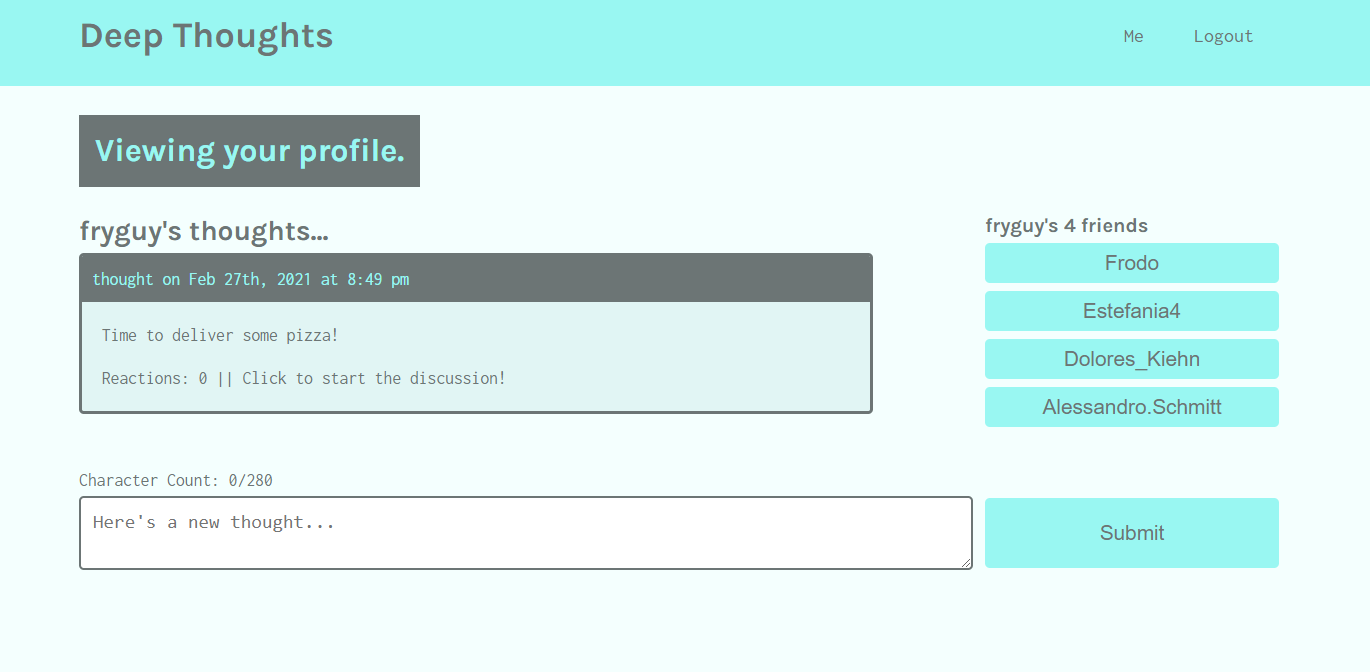 Deep Thoughts
Me
Logout
Viewing your profile.
fryguy's thoughts...
thought on Feb 27th, 2021 at 8:49 pm
Time to deliver some pizza!
Reactions: 0 || Click to start the discussion!
fryguy's 4 friends
Frodo
Estefania4
Dolores_Kiehn
Alessandro.Schmitt
Character Count: 0/280
Here's a new thought...
Submit